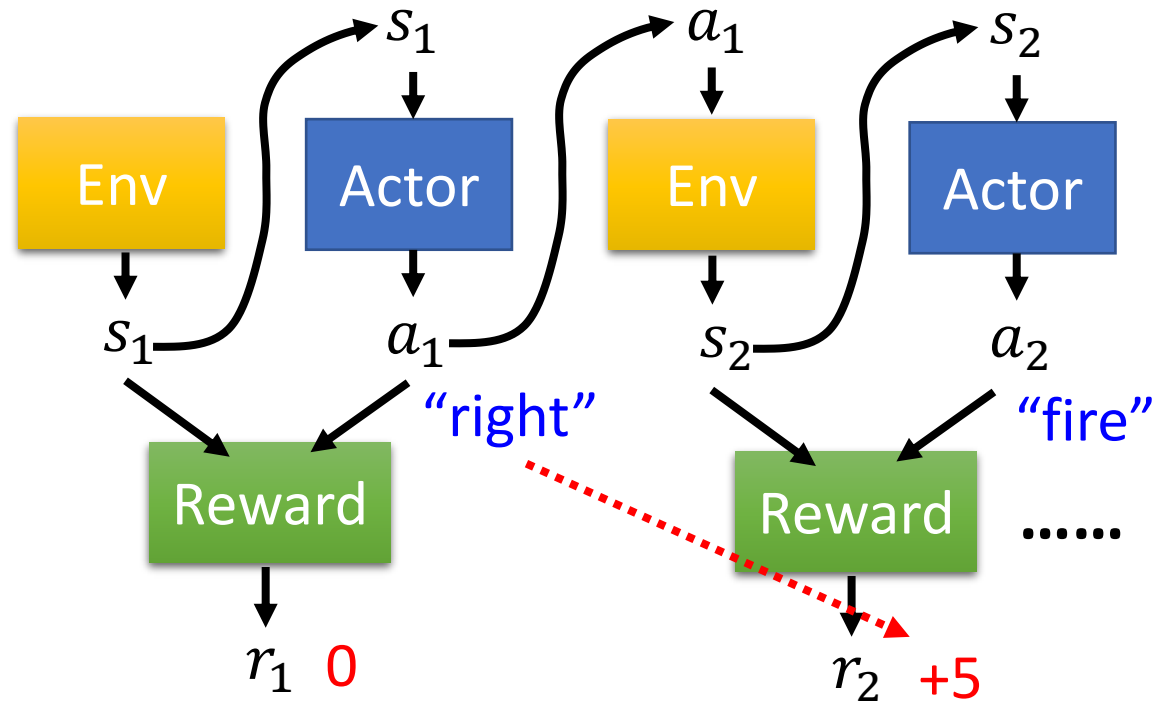 s₁ a₁ s₂
Env Actor Env Actor
s₁ a₁ s₂ a₂
“right” “fire”
Reward Reward ……
r₁ 0 r₂ +5